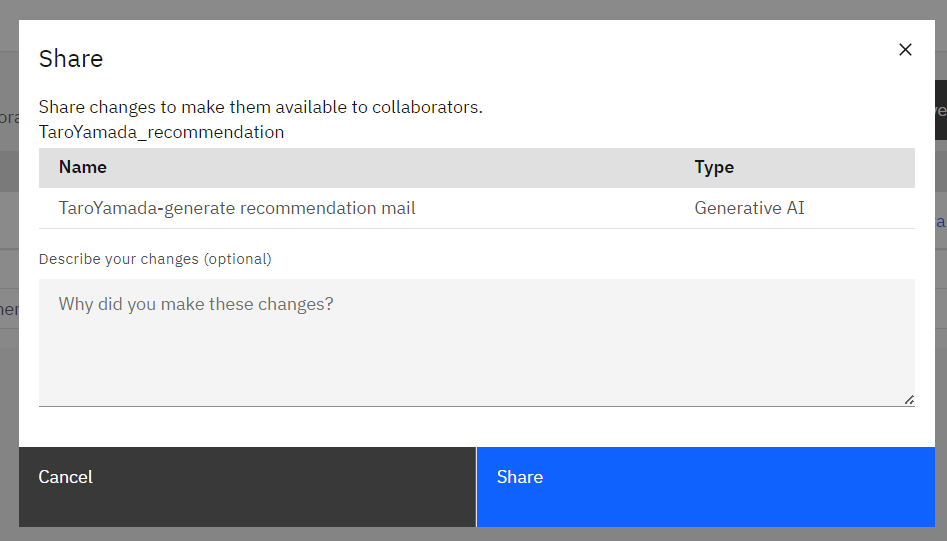 Share
Share changes to make them available to collaborators.
TaroYamada_recommendation
Name Type
TaroYamada-generate recommendation mail Generative AI
Describe your changes (optional)
Why did you make these changes?
Cancel Share